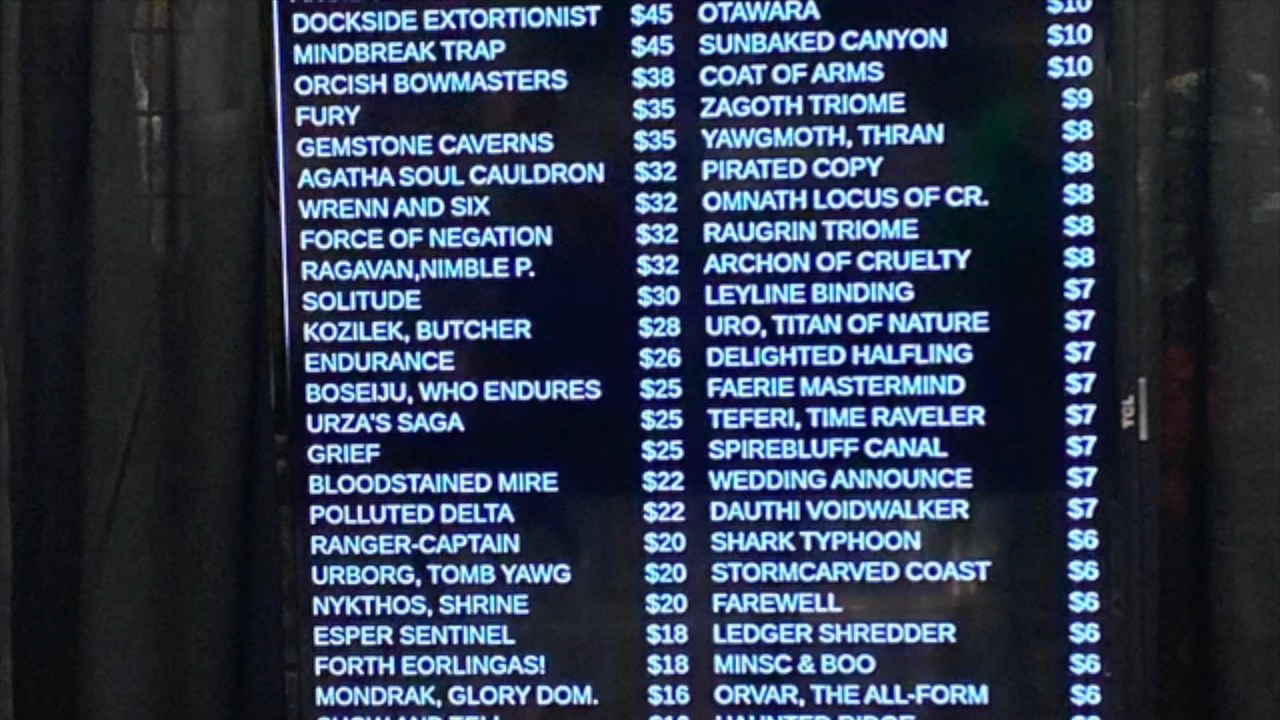 DOCKSIDE EXTORTIONIST $45 OTAWARA $10
MINDBREAK TRAP $45 SUNBAKED CANYON $10
ORCISH BOWMASTERS $38 COAT OF ARMS $10
FURY $35 ZAGOTH TRIOME $9
GEMSTONE CAVERNS $35 YAWGMOTH, THRAN $8
AGATHA SOUL CAULDRON $32 PIRATED COPY $8
WRENN AND SIX $32 OMNATH LOCUS OF CR. $8
FORCE OF NEGATION $32 RAUGRIN TRIOME $8
RAGAVAN,NIMBLE P. $32 ARCHON OF CRUELTY $8
SOLITUDE $30 LEYLINE BINDING $7
KOZILEK, BUTCHER $28 URO, TITAN OF NATURE $7
ENDURANCE $26 DELIGHTED HALFLING $7
BOSEIJU, WHO ENDURES $25 FAERIE MASTERMIND $7
URZA'S SAGA $25 TEFERI, TIME RAVELER $7
GRIEF $25 SPIREBLUFF CANAL $7
BLOODSTAINED MIRE $22 WEDDING ANNOUNCE $7
POLLUTED DELTA $22 DAUTHI VOIDWALKER $7
RANGER-CAPTAIN $20 SHARK TYPHOON $6
URBORG, TOMB YAWG $20 STORMCARVED COAST $6
NYKTHOS, SHRINE $20 FAREWELL $6
ESPER SENTINEL $18 LEDGER SHREDDER $6
FORTH EORLINGAS! $18 MINSC & BOO $6
MONDRAK, GLORY DOM. $16 ORVAR, THE ALL-FORM $6
TCL